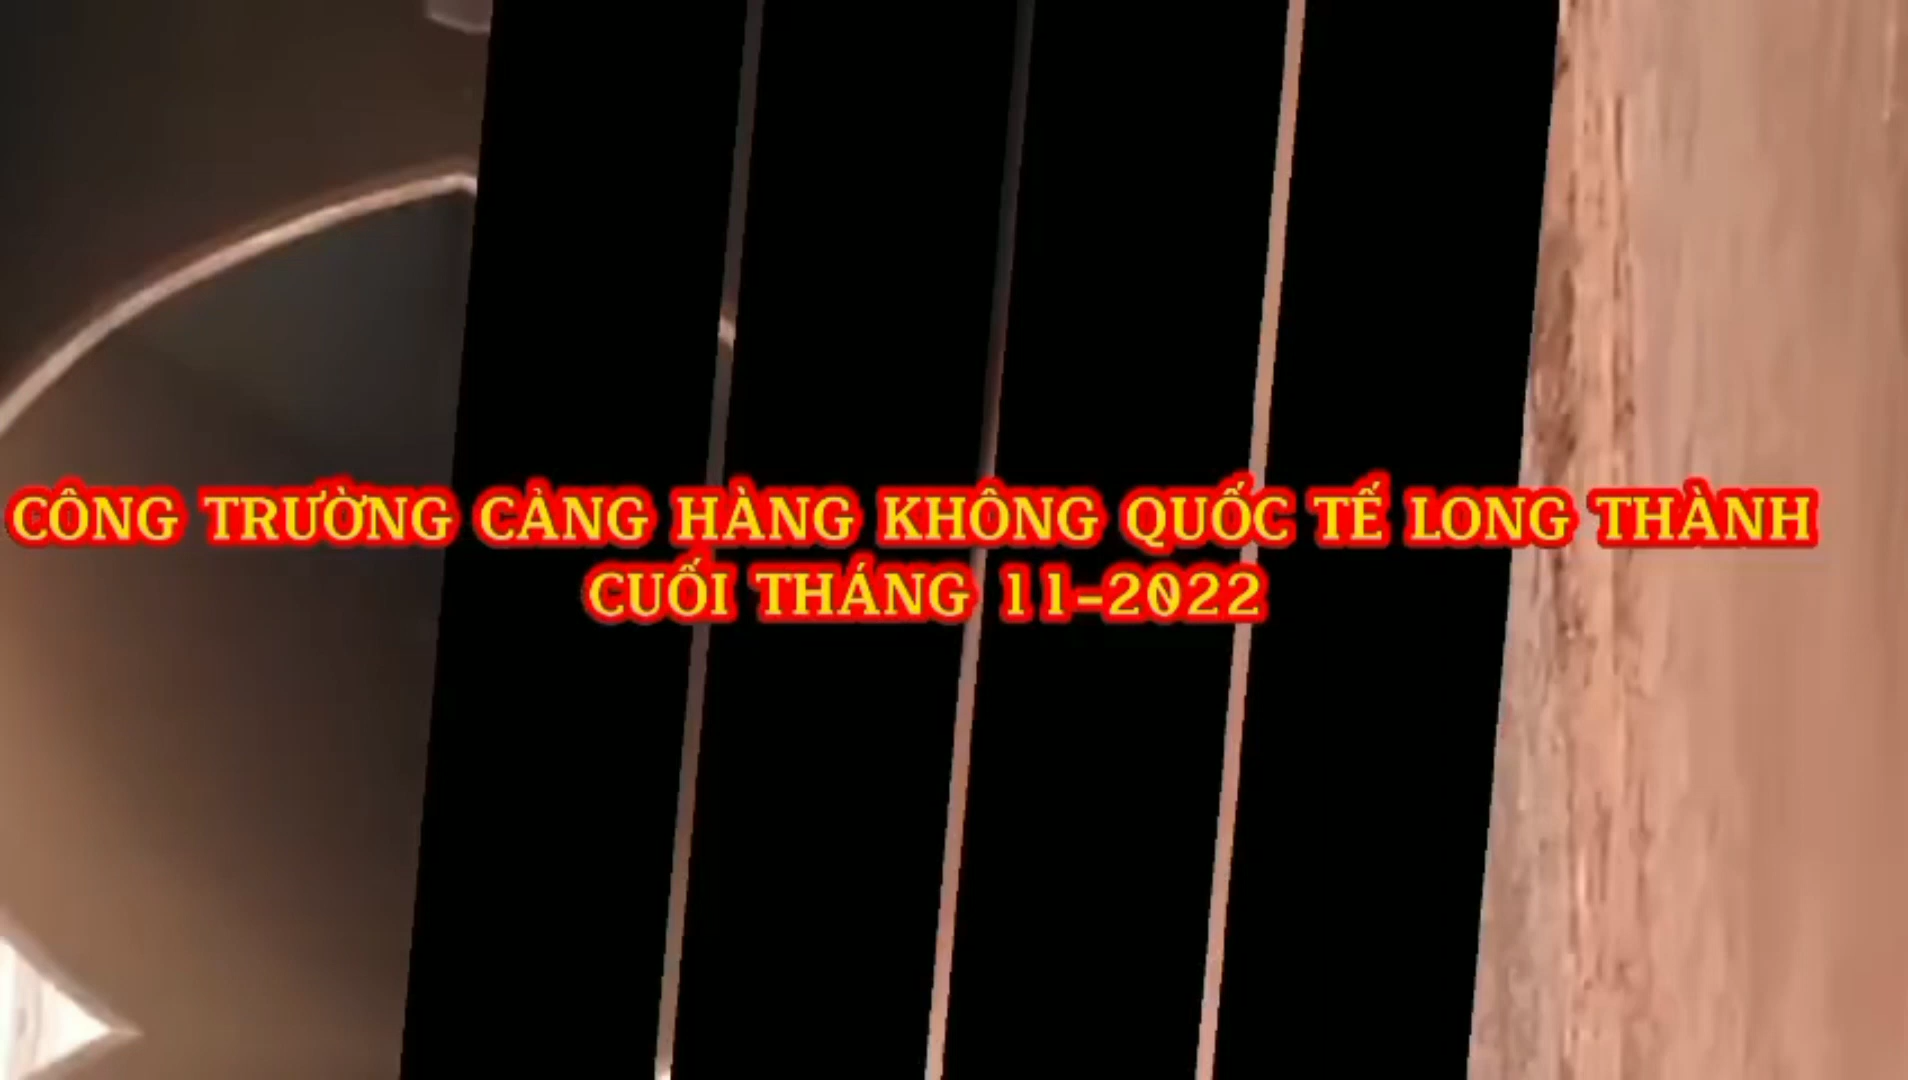 CÔNG TRƯỜNG CẢNG HÀNG KHÔNG QUỐC TẾ LONG THÀNH
CUỐI THÁNG 11-2022